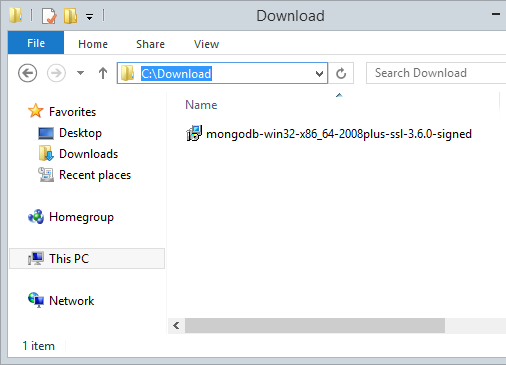 Download
File Home Share View
C:\Download
Search Download
Favorites
Desktop
Downloads
Recent places
Homegroup
This PC
Network
Name
mongodb-win32-x86_64-2008plus-ssl-3.6.0-signed
1 item